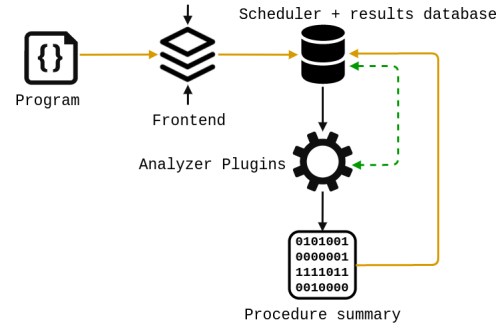 Scheduler + results database
{}
Program
Frontend
Analyzer Plugins
0101001
0000001
1111011
0010000
Procedure summary